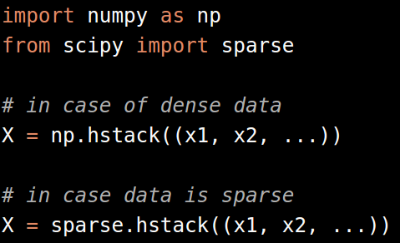 import numpy as np
from scipy import sparse
# in case of dense data
X = np.hstack((x1, x2, ...))
# in case data is sparse
X = sparse.hstack((x1, x2, ...))